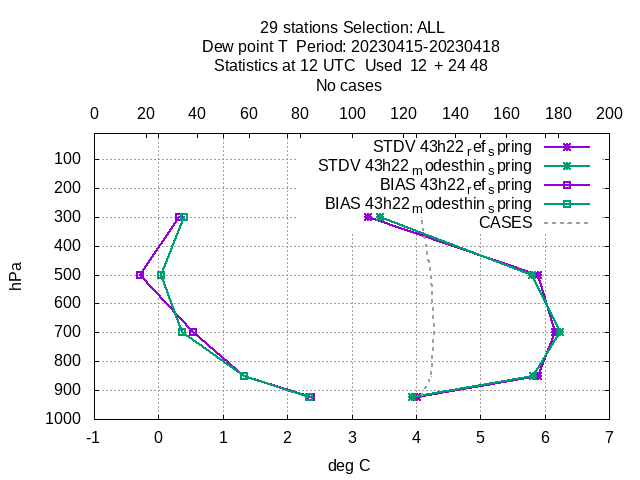 29 stations Selection: ALL
Dew point T  Period: 20230415-20230418
Statistics at 12 UTC  Used  12  + 24 48
No cases
0 20 40 60 80 100 120 140 160 180 200
STDV 43h22_ref_spring
STDV 43h22_modesthin_spring
BIAS 43h22_ref_spring
BIAS 43h22_modesthin_spring
CASES
100
200
300
400
500
600
700
800
900
1000
hPa
-1 0 1 2 3 4 5 6 7
deg C